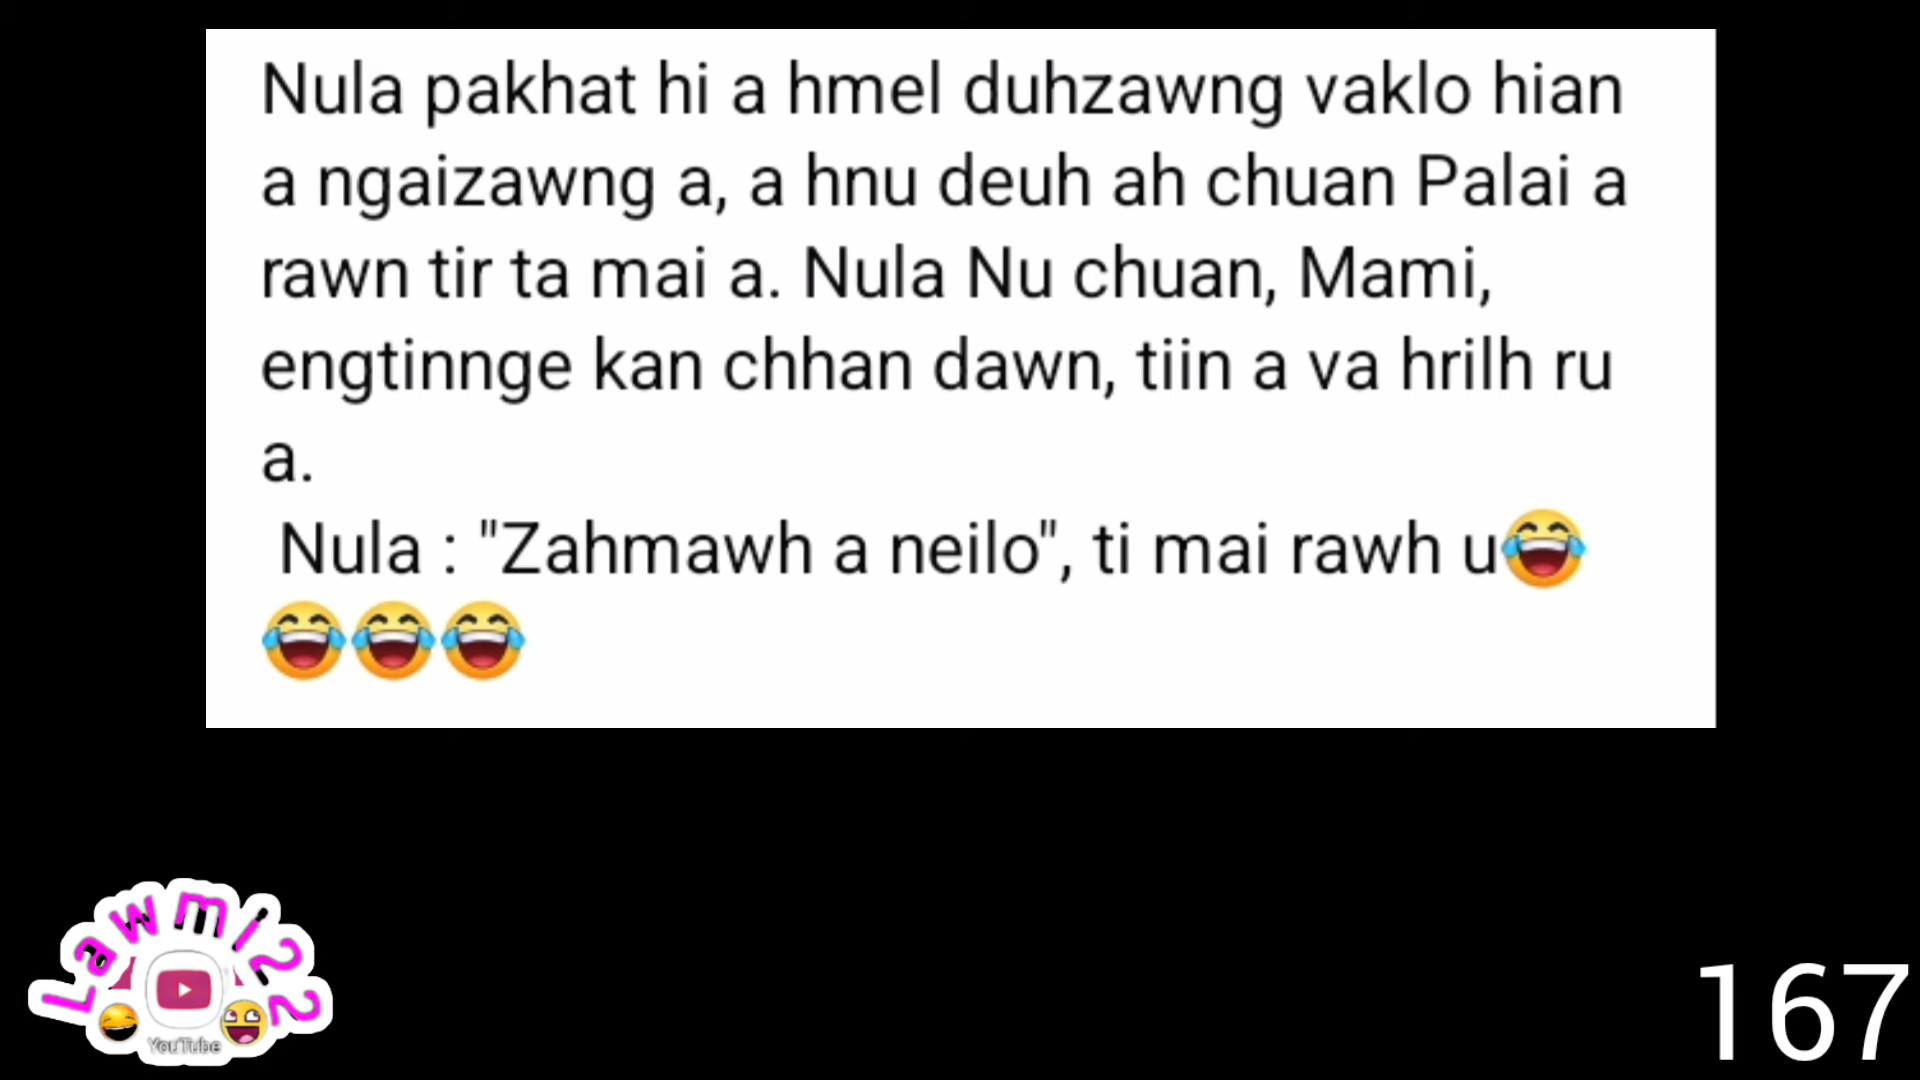 Nula pakhat hi a hmel duhzawng vaklo hian
a ngaizawng a, a hnu deuh ah chuan Palai a
rawn tir ta mai a. Nula Nu chuan, Mami,
engtinnge kan chhan dawn, tiin a va hrilh ru
a.
Nula : "Zahmawh a neilo", ti mai rawh u😂
😂😂😂
Lawmi22
YouTube
167